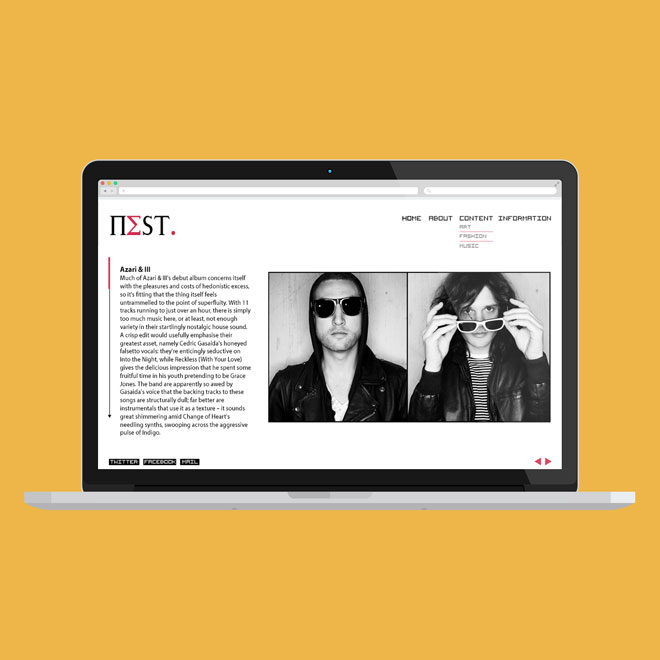 ΠΣST.
HOME ABOUT CONTENT INFORMATION
ART
FASHION
MUSIC
Azari & III
Much of Azari & III's debut album concerns itself
with the pleasures and costs of hedonistic excess,
so it's fitting that the thing itself feels
untrammelled to the point of superfluity. With 11
tracks running to just over an hour, there is simply
too much music here, or at least, not enough
variety in their startlingly nostalgic house sound.
A crisp edit would usefully emphasise their
greatest asset, namely Cedric Gasaida's honeyed
falsetto vocals; they're enticingly seductive on
Into the Night, while Reckless (With Your Love)
gives the delicious impression that he spent some
fruitful time in his youth pretending to be Grace
Jones. The band are apparently so awed by
Gasaida's voice that the backing tracks to these
songs are structurally dull; far better are
instrumentals that use it as a texture – it sounds
great shimmering amid Change of Heart's
needling synths, swooping across the aggressive
pulse of Indigo.
TWITTER FACEBOOK MAIL